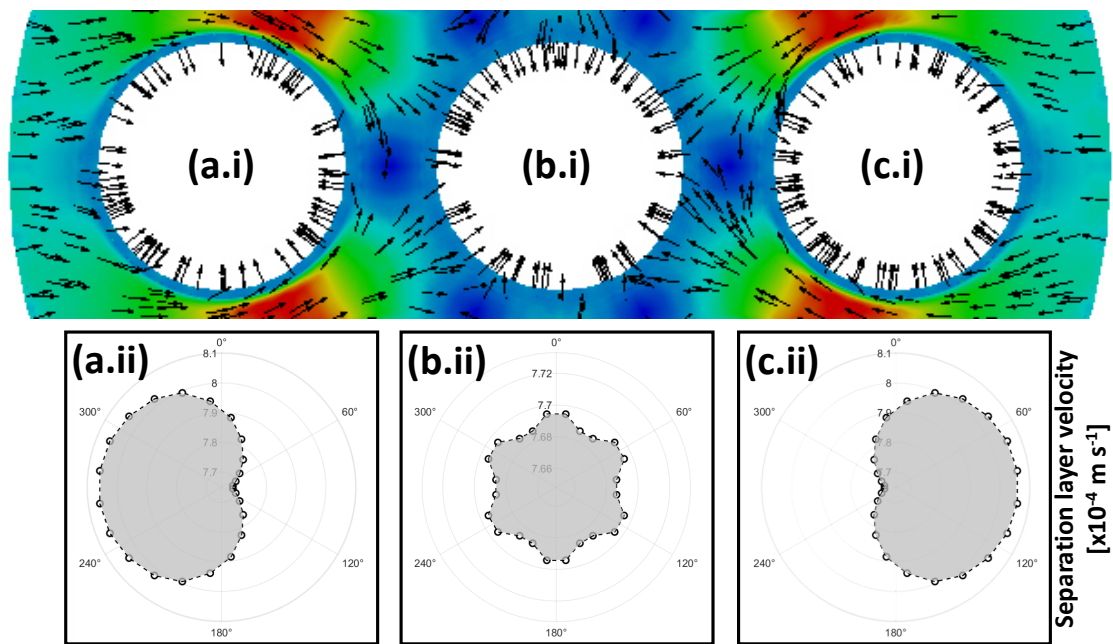 (a.i) (b.i) (c.i)
(a.ii) (b.ii) (c.ii)
0° 0° 0°
8.1 8.1
8 7.72 8
300° 60° 300° 60° 300° 60°
7.9 7.7 7.9
7.8 7.68 7.8
7.7 7.66 7.7
240° 120° 240° 120° 240° 120°
180° 180° 180°
Separation layer velocity
[x10⁻⁴ m s⁻¹]